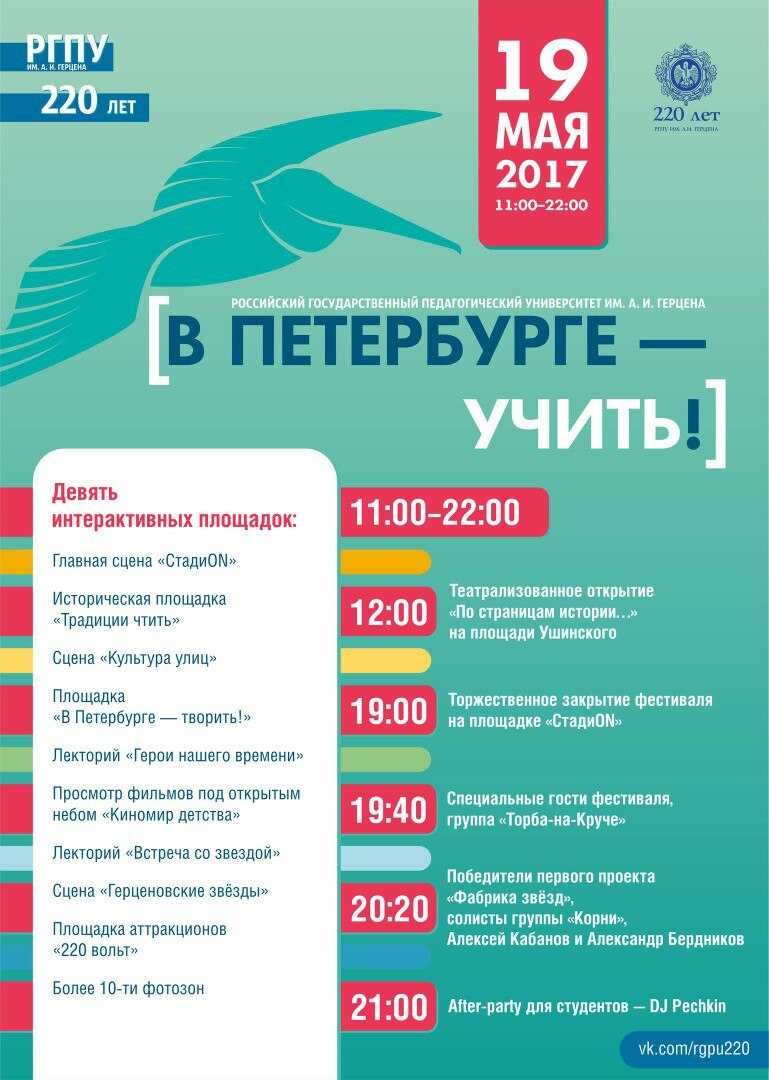 РГПУ
ИМ. А. И. ГЕРЦЕНА
220 ЛЕТ
19
МАЯ
2017
11:00–22:00
220 лет
РГПУ ИМ. А.И. ГЕРЦЕНА
РОССИЙСКИЙ ГОСУДАРСТВЕННЫЙ ПЕДАГОГИЧЕСКИЙ УНИВЕРСИТЕТ ИМ. А. И. ГЕРЦЕНА
[В ПЕТЕРБУРГЕ —
УЧИТЬ!]
Девять
интерактивных площадок:
Главная сцена «СтадиON»
Историческая площадка
«Традиции чтить»
Сцена «Культура улиц»
Площадка
«В Петербурге — творить!»
Лекторий «Герои нашего времени»
Просмотр фильмов под открытым
небом «Киномир детства»
Лекторий «Встреча со звездой»
Сцена «Герценовские звёзды»
Площадка аттракционов
«220 вольт»
Более 10-ти фотозон
11:00–22:00
12:00
Театрализованное открытие
«По страницам истории...»
на площади Ушинского
19:00
Торжественное закрытие фестиваля
на площадке «СтадиON»
19:40
Специальные гости фестиваля,
группа «Торба-на-Круче»
20:20
Победители первого проекта
«Фабрика звёзд»,
солисты группы «Корни»,
Алексей Кабанов и Александр Бердников
21:00
After-party для студентов — DJ Pechkin
vk.com/rgpu220